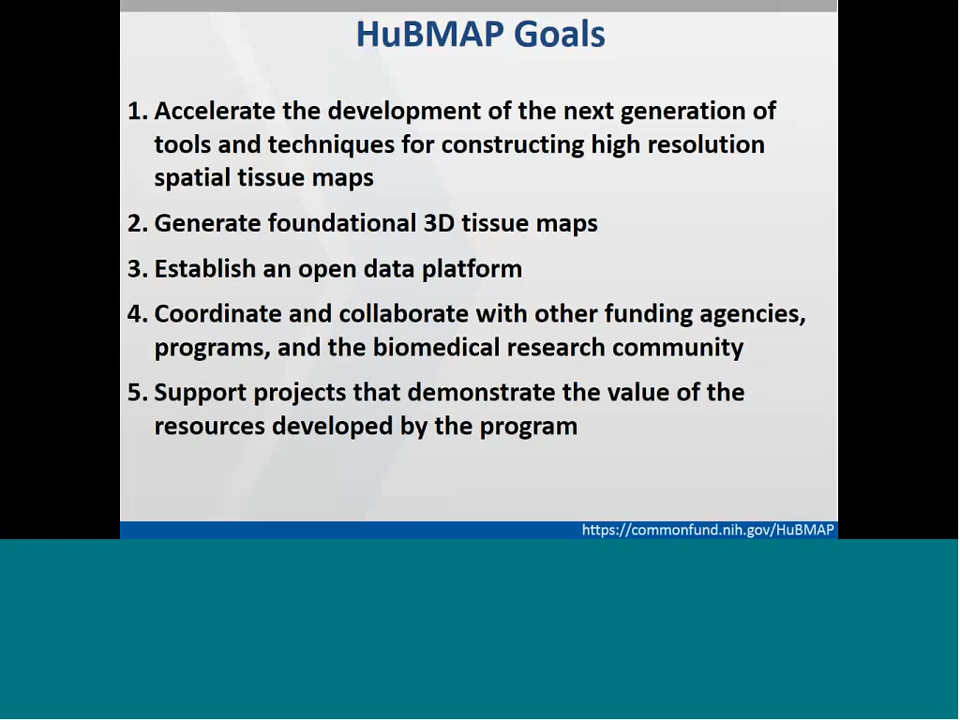 HuBMAP Goals
1. Accelerate the development of the next generation of
tools and techniques for constructing high resolution
spatial tissue maps
2. Generate foundational 3D tissue maps
3. Establish an open data platform
4. Coordinate and collaborate with other funding agencies,
programs, and the biomedical research community
5. Support projects that demonstrate the value of the
resources developed by the program
https://commonfund.nih.gov/HuBMAP